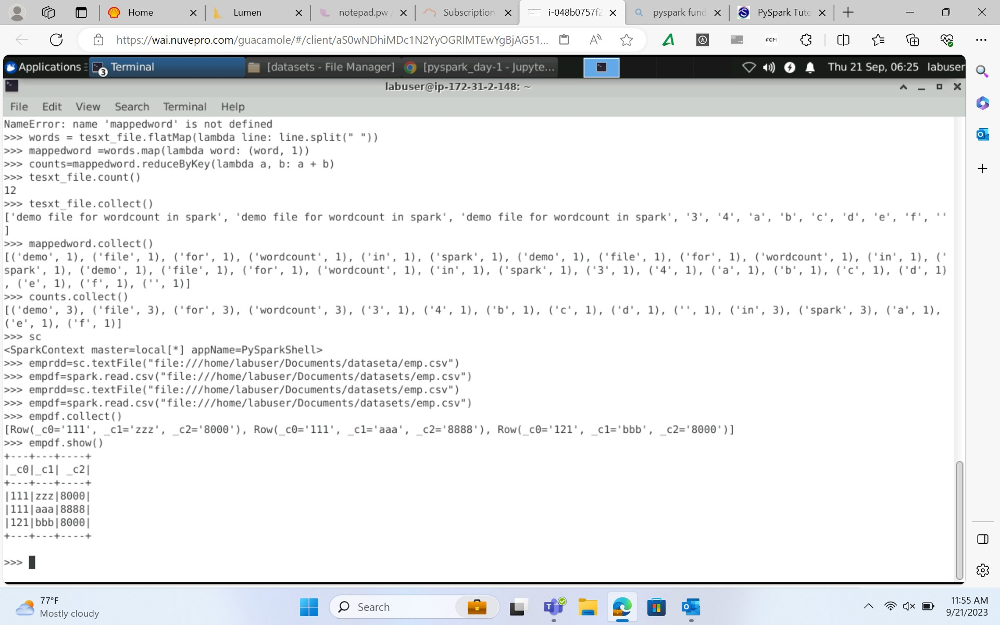 Home
Lumen
notepad.pw
Subscription
i-048b0757f2
pyspark fund
PySpark Tuto
https://wai.nuvepro.com/guacamole/#/client/aS0wNDhiMDc1N2YyOGRlMTEwYgBjAG51...
FCM
Applications
3
Terminal
[datasets - File Manager]
[pyspark_day-1 - Jupyte...
Thu 21 Sep, 06:25
labuser
labuser@ip-172-31-2-148: ~
File Edit View Search Terminal Help
NameError: name 'mappedword' is not defined
>>> words = tesxt_file.flatMap(lambda line: line.split(" "))
>>> mappedword =words.map(lambda word: (word, 1))
>>> counts=mappedword.reduceByKey(lambda a, b: a + b)
>>> tesxt_file.count()
12
>>> tesxt_file.collect()
['demo file for wordcount in spark', 'demo file for wordcount in spark', 'demo file for wordcount in spark', '3', '4', 'a', 'b', 'c', 'd', 'e', 'f', ''
]
>>> mappedword.collect()
[('demo', 1), ('file', 1), ('for', 1), ('wordcount', 1), ('in', 1), ('spark', 1), ('demo', 1), ('file', 1), ('for', 1), ('wordcount', 1), ('in', 1), ('
spark', 1), ('demo', 1), ('file', 1), ('for', 1), ('wordcount', 1), ('in', 1), ('spark', 1), ('3', 1), ('4', 1), ('a', 1), ('b', 1), ('c', 1), ('d', 1)
, ('e', 1), ('f', 1), ('', 1)]
>>> counts.collect()
[('demo', 3), ('file', 3), ('for', 3), ('wordcount', 3), ('3', 1), ('4', 1), ('b', 1), ('c', 1), ('d', 1), ('', 1), ('in', 3), ('spark', 3), ('a', 1),
('e', 1), ('f', 1)]
>>> sc
<SparkContext master=local[*] appName=PySparkShell>
>>> emprdd=sc.textFile("file:///home/labuser/Documents/dataseta/emp.csv")
>>> empdf=spark.read.csv("file:///home/labuser/Documents/datasets/emp.csv")
>>> emprdd=sc.textFile("file:///home/labuser/Documents/datasets/emp.csv")
>>> empdf=spark.read.csv("file:///home/labuser/Documents/datasets/emp.csv")
>>> empdf.collect()
[Row(_c0='111', _c1='zzz', _c2='8000'), Row(_c0='111', _c1='aaa', _c2='8888'), Row(_c0='121', _c1='bbb', _c2='8000')]
>>> empdf.show()
+---+---+----+
|_c0|_c1| _c2|
+---+---+----+
|111|zzz|8000|
|111|aaa|8888|
|121|bbb|8000|
+---+---+----+
>>>
77°F
Mostly cloudy
Search
11:55 AM
9/21/2023